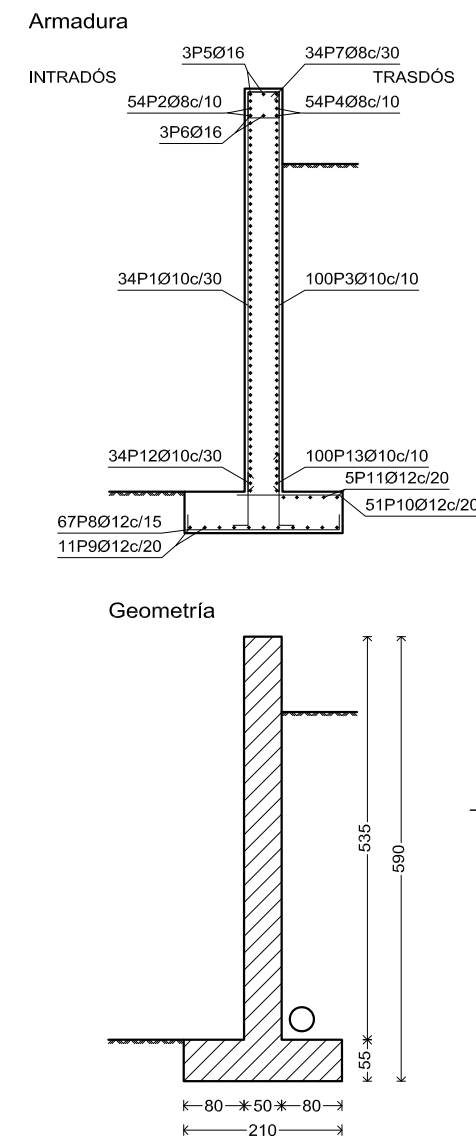 Armadura
3P5Ø16
34P7Ø8c/30
INTRADÓS
TRASDÓS
54P2Ø8c/10
54P4Ø8c/10
3P6Ø16
34P1Ø10c/30
100P3Ø10c/10
34P12Ø10c/30
100P13Ø10c/10
5P11Ø12c/20
51P10Ø12c/20
67P8Ø12c/15
11P9Ø12c/20
Geometría
535
590
55
80
50
80
210